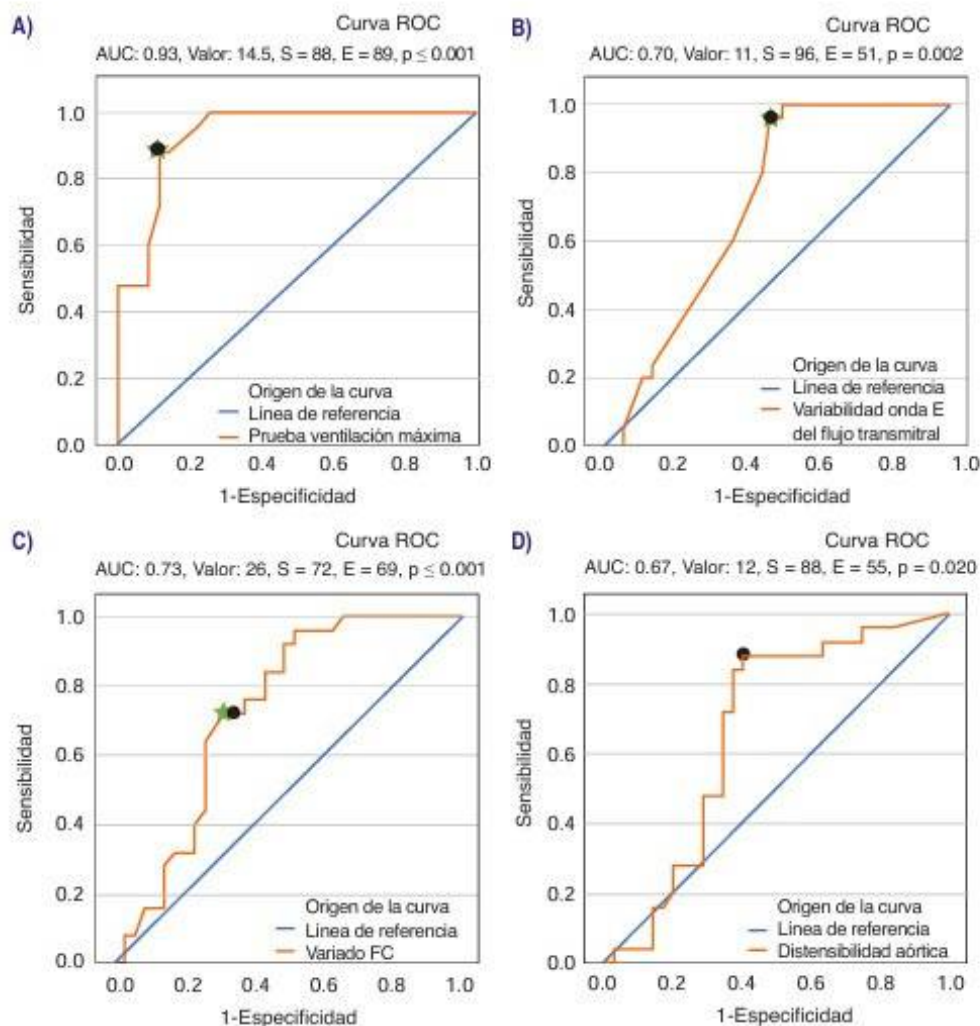 A)
Curva ROC
AUC: 0.93, Valor: 14.5, S = 88, E = 89, p ≤ 0.001
Sensibilidad
1.0
0.8
0.6
0.4
0.2
0.0
Origen de la curva
Línea de referencia
Prueba ventilación máxima
0.0 0.2 0.4 0.6 0.8 1.0
1-Especificidad
B)
Curva ROC
AUC: 0.70, Valor: 11, S = 96, E = 51, p = 0.002
Sensibilidad
1.0
0.8
0.6
0.4
0.2
0.0
Origen de la curva
Línea de referencia
Variabilidad onda E
del flujo transmitral
0.0 0.2 0.4 0.6 0.8 1.0
1-Especificidad
C)
Curva ROC
AUC: 0.73, Valor: 26, S = 72, E = 69, p ≤ 0.001
Sensibilidad
1.0
0.8
0.6
0.4
0.2
0.0
Origen de la curva
Línea de referencia
Variado FC
0.0 0.2 0.4 0.6 0.8 1.0
1-Especificidad
D)
Curva ROC
AUC: 0.67, Valor: 12, S = 88, E = 55, p = 0.020
Sensibilidad
1.0
0.8
0.6
0.4
0.2
0.0
Origen de la curva
Línea de referencia
Distensibilidad aórtica
0.0 0.2 0.4 0.6 0.8 1.0
1-Especificidad